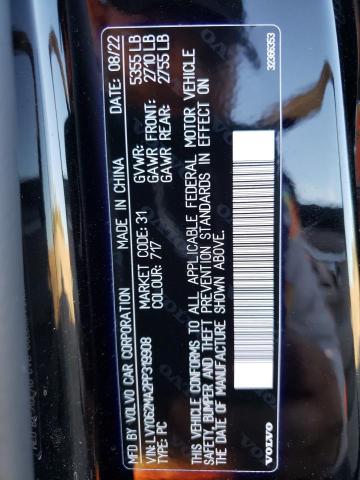 MFD BY VOLVO CAR CORPORATION MADE IN CHINA DATE: 08/22
GVWR: 5355 LB
GAWR FRONT: 2710 LB
GAWR REAR: 2755 LB
VIN: LVY062MA2PP319908
TYPE: PC
MARKET CODE: 31
COLOUR: 717
THIS VEHICLE CONFORMS TO ALL APPLICABLE FEDERAL MOTOR VEHICLE
SAFETY, BUMPER AND THEFT PREVENTION STANDARDS IN EFFECT ON
THE DATE OF MANUFACTURE SHOWN ABOVE.
VOLVO
32366353